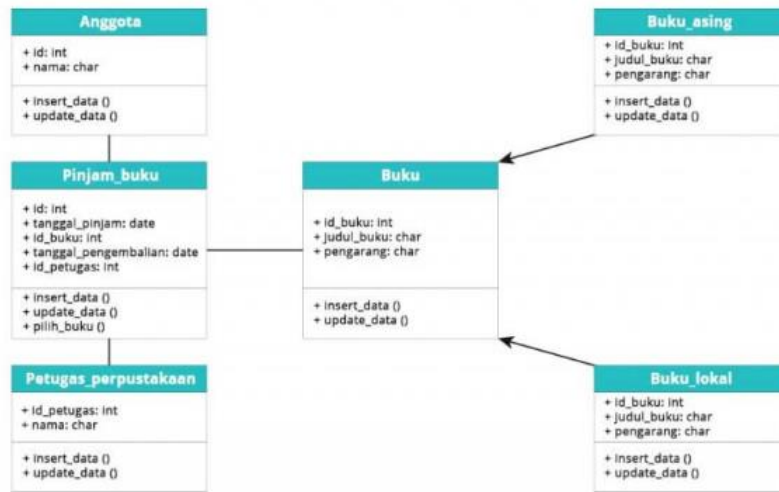 Anggota
+ id: int
+ nama: char
+ insert_data ()
+ update_data ()
Pinjam_buku
+ id: int
+ tanggal_pinjam: date
+ id_buku: int
+ tanggal_pengembalian: date
+ id_petugas: int
+ insert_data ()
+ update_data ()
+ pilih_buku ()
Petugas_perpustakaan
+ id_petugas: int
+ nama: char
+ insert_data ()
+ update_data ()
Buku
+ id_buku: int
+ judul_buku: char
+ pengarang: char
+ insert_data ()
+ update_data ()
Buku_asing
+ id_buku: int
+ judul_buku: char
+ pengarang: char
+ insert_data ()
+ update_data ()
Buku_lokal
+ id_buku: int
+ judul_buku: char
+ pengarang: char
+ insert_data ()
+ update_data ()